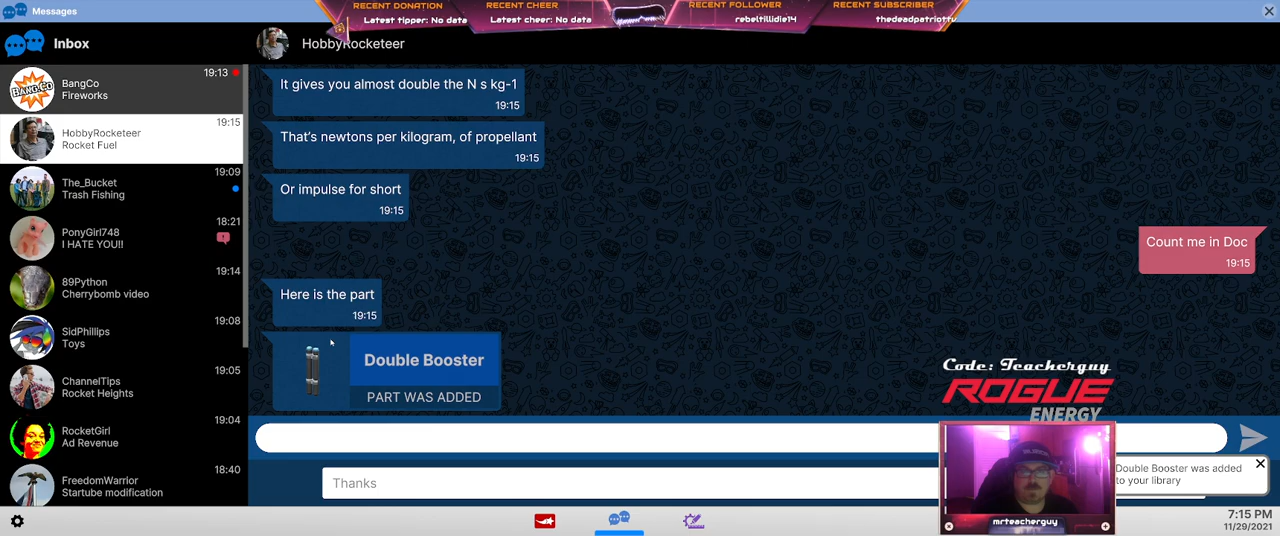 Messages
RECENT DONATION
Latest tipper: No data
RECENT CHEER
Latest cheer: No data
RECENT FOLLOWER
rebeltillidie14
RECENT SUBSCRIBER
thedeadpatriottv
Inbox
HobbyRocketeer
BangCo
Fireworks
19:13
BANG.CO
HobbyRocketeer
Rocket Fuel
19:15
The_Bucket
Trash Fishing
19:09
PonyGirl748
I HATE YOU!!
18:21
89Python
Cherrybomb video
19:14
SidPhillips
Toys
19:08
ChannelTips
Rocket Heights
19:05
RocketGirl
Ad Revenue
19:04
FreedomWarrior
Startube modification
18:40
It gives you almost double the N s kg-1
19:15
That's newtons per kilogram, of propellant
19:15
Or impulse for short
19:15
Count me in Doc
19:15
Here is the part
19:15
Double Booster
PART WAS ADDED
Code: Teacherguy
ROGUE
ENERGY
Thanks
Double Booster was added
to your library
mrteacherguy
7:15 PM
11/29/2021